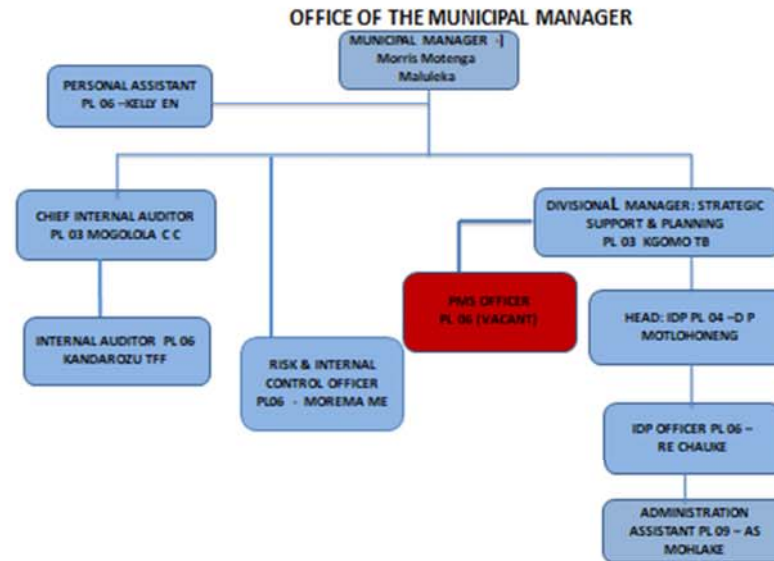 OFFICE OF THE MUNICIPAL MANAGER
MUNICIPAL MANAGER -|
Morris Motenga
Maluleka
PERSONAL ASSISTANT
PL 06 –KELLY EN
CHIEF INTERNAL AUDITOR
PL 03 MOGOLOLA C C
DIVISIONAL MANAGER: STRATEGIC
SUPPORT & PLANNING
PL 03 KGOMO TB
PMS OFFICER
PL 06 (VACANT)
HEAD: IDP PL 04 –D P
MOTLOHONENG
INTERNAL AUDITOR PL 06
KANDAROZU TFF
RISK & INTERNAL
CONTROL OFFICER
PL06 - MOREMA ME
IDP OFFICER PL 06 –
RE CHAUKE
ADMINISTRATION
ASSISTANT PL 09 – AS
MOHLAKE